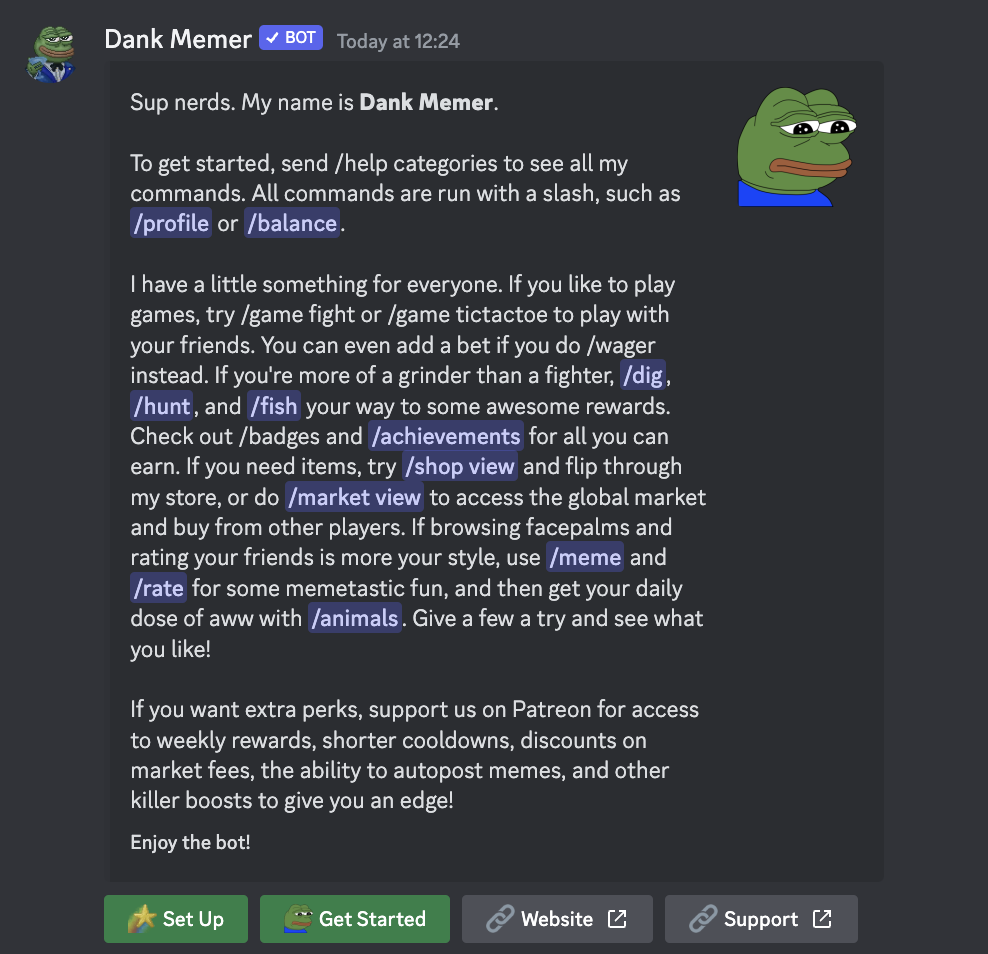 Dank Memer BOT Today at 12:24
Sup nerds. My name is Dank Memer.
To get started, send /help categories to see all my
commands. All commands are run with a slash, such as
/profile or /balance.
I have a little something for everyone. If you like to play
games, try /game fight or /game tictactoe to play with
your friends. You can even add a bet if you do /wager
instead. If you're more of a grinder than a fighter, /dig,
/hunt, and /fish your way to some awesome rewards.
Check out /badges and /achievements for all you can
earn. If you need items, try /shop view and flip through
my store, or do /market view to access the global market
and buy from other players. If browsing facepalms and
rating your friends is more your style, use /meme and
/rate for some memetastic fun, and then get your daily
dose of aww with /animals. Give a few a try and see what
you like!
If you want extra perks, support us on Patreon for access
to weekly rewards, shorter cooldowns, discounts on
market fees, the ability to autopost memes, and other
killer boosts to give you an edge!
Enjoy the bot!
Set Up Get Started Website Support